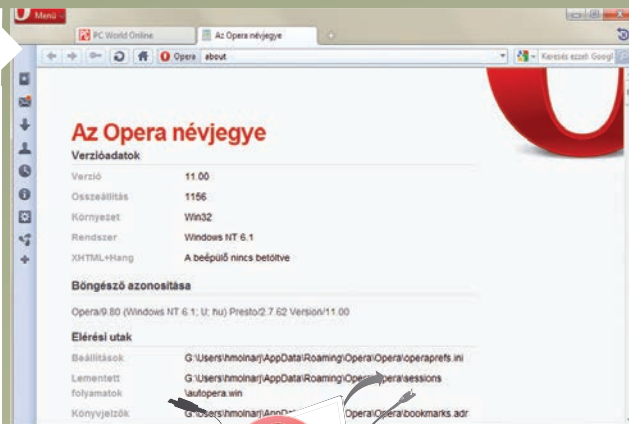 Menü
PC World Online
Az Opera névjegye
Opera about
Keresés ezzel: Googl
Az Opera névjegye
Verzióadatok
Verzió 11.00
Összeállítás 1156
Környezet Win32
Rendszer Windows NT 6.1
XHTML+Hang A beépülő nincs betöltve
Böngésző azonosítása
Opera/9.80 (Windows NT 6.1; U; hu) Presto/2.7.62 Version/11.00
Elérési utak
Beállítások G:\Users\hmolnarj\AppData\Roaming\Opera\Opera\operaprefs.ini
Lementett G:\Users\hmolnarj\AppData\Roaming\Opera\Opera\sessions
folyamatok \autopera.win
Könyvjelzők G:\Users\hmolnarj\AppData Opera\Opera\bookmarks.adr